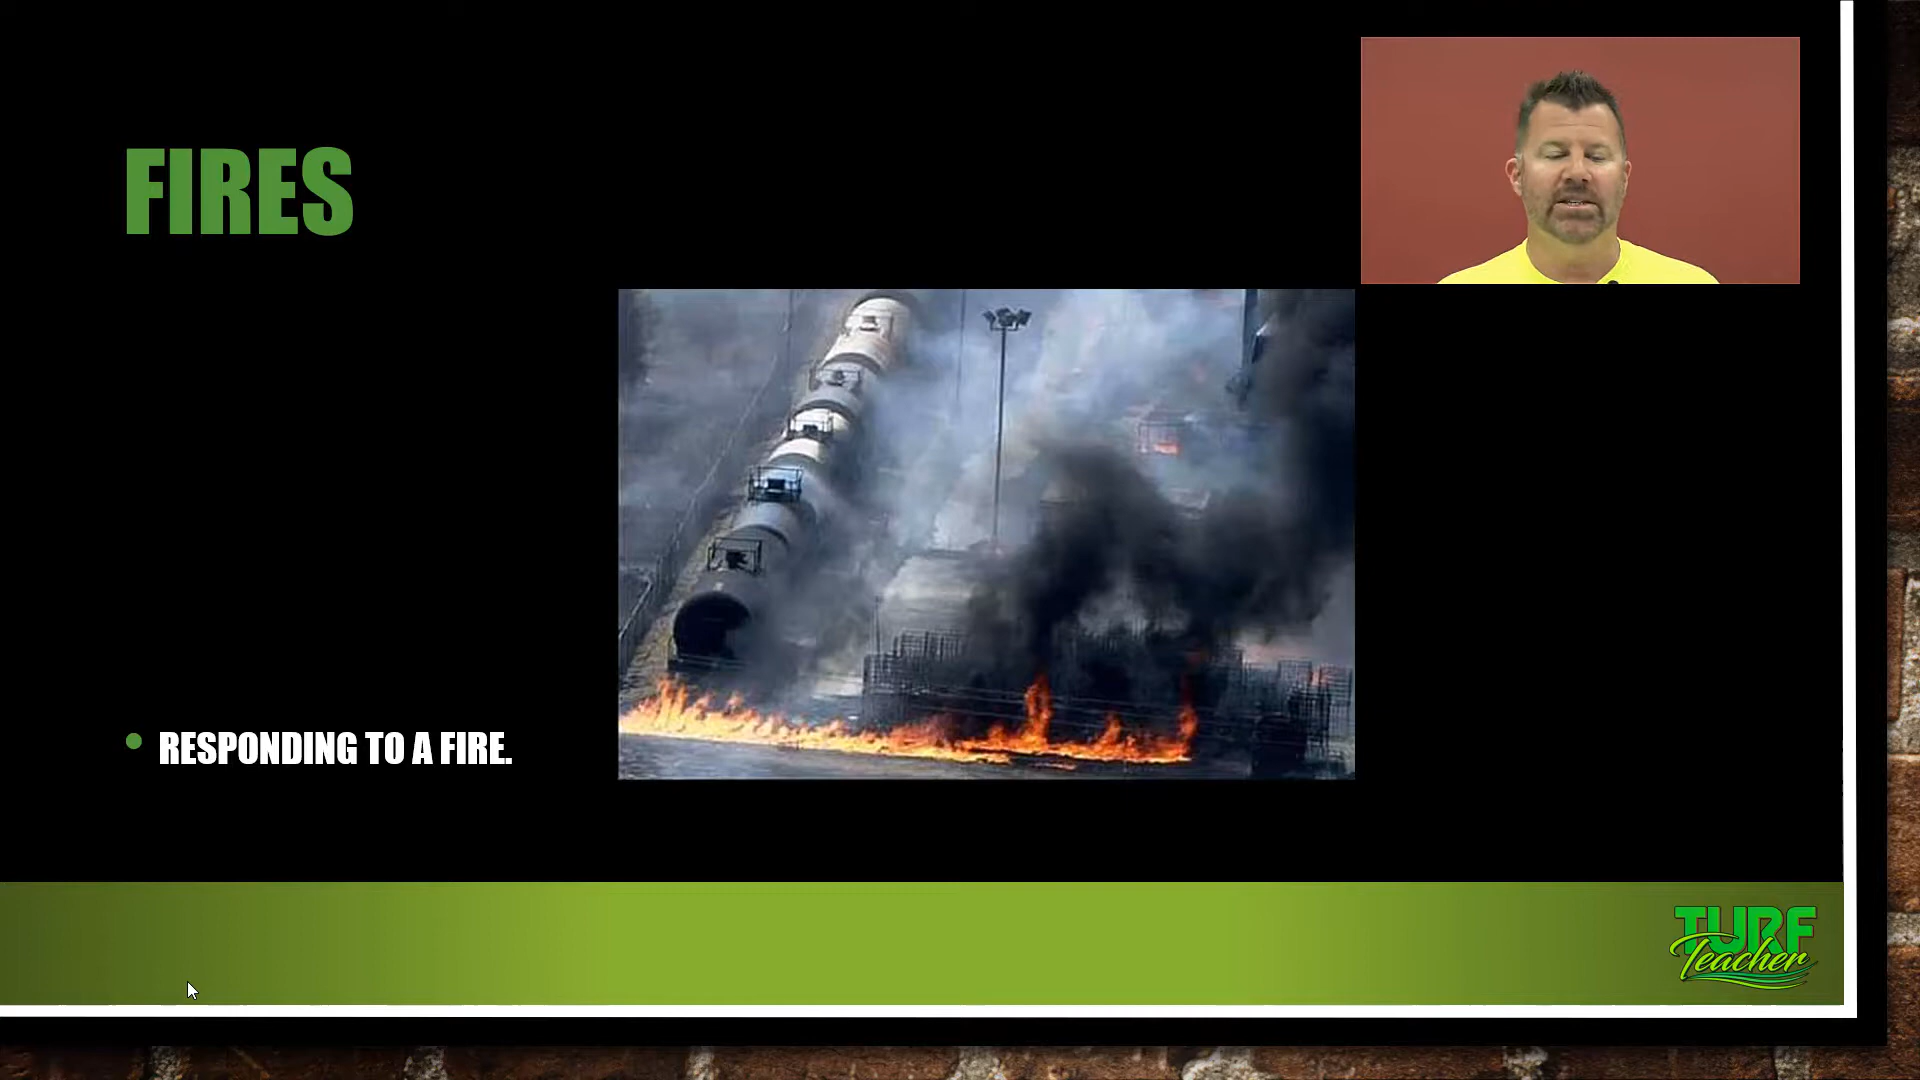 FIRES
RESPONDING TO A FIRE.
TURF
Teacher